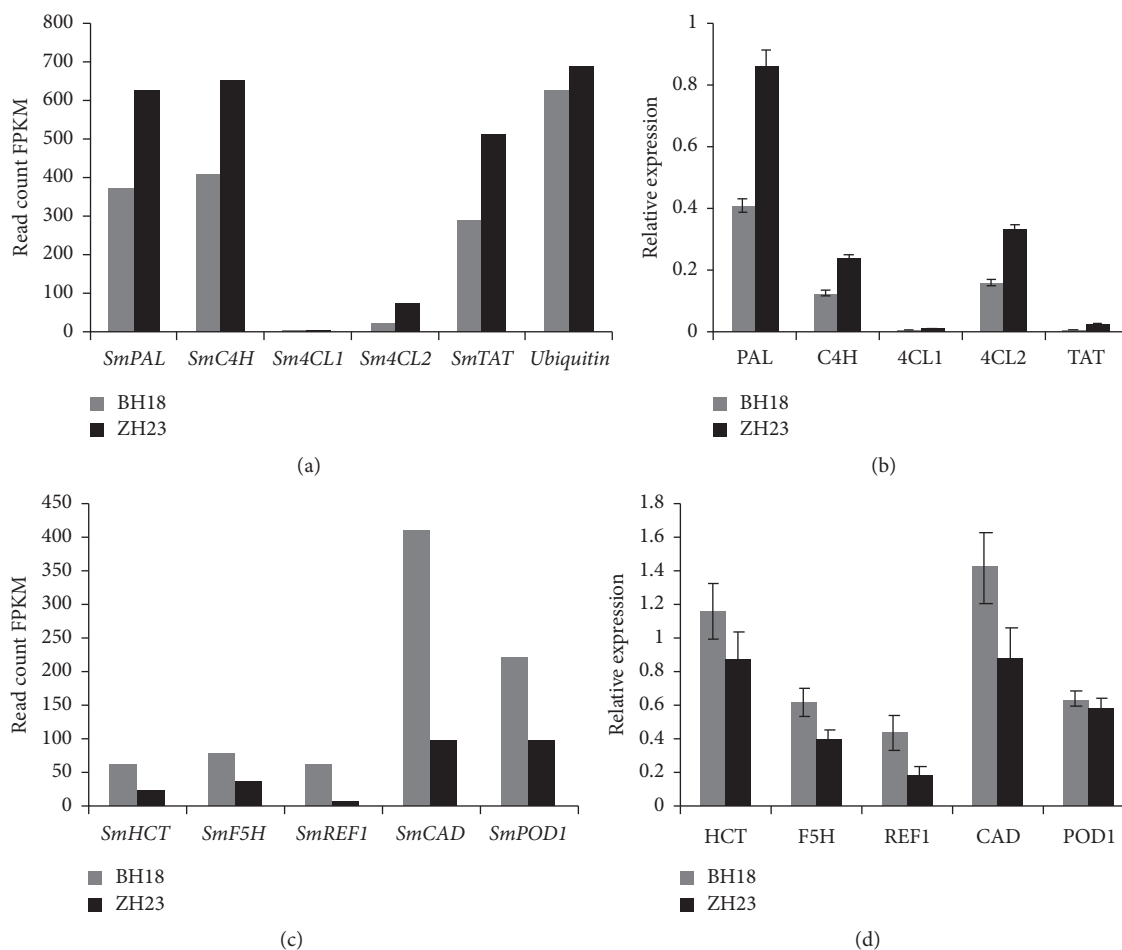 800
700
600
500
400
300
200
100
0
Read count FPKM
SmPAL SmC4H Sm4CL1 Sm4CL2 SmTAT Ubiquitin
BH18
ZH23
(a)
1
0.8
0.6
0.4
0.2
0
Relative expression
PAL C4H 4CL1 4CL2 TAT
BH18
ZH23
(b)
450
400
350
300
250
200
150
100
50
0
Read count FPKM
SmHCT SmF5H SmREF1 SmCAD SmPOD1
BH18
ZH23
(c)
1.8
1.6
1.4
1.2
1
0.8
0.6
0.4
0.2
0
Relative expression
HCT F5H REF1 CAD POD1
BH18
ZH23
(d)